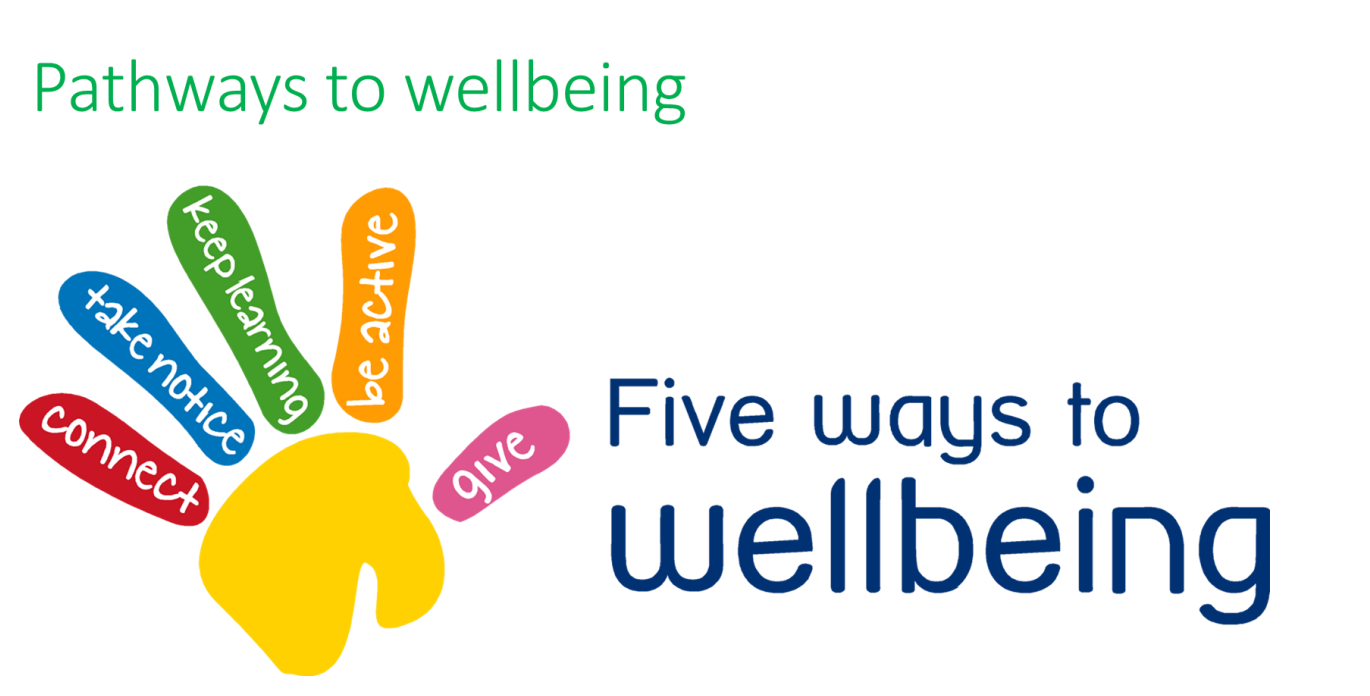 Pathways to wellbeing
connect
take notice
keep learning
be active
give
Five ways to
wellbeing